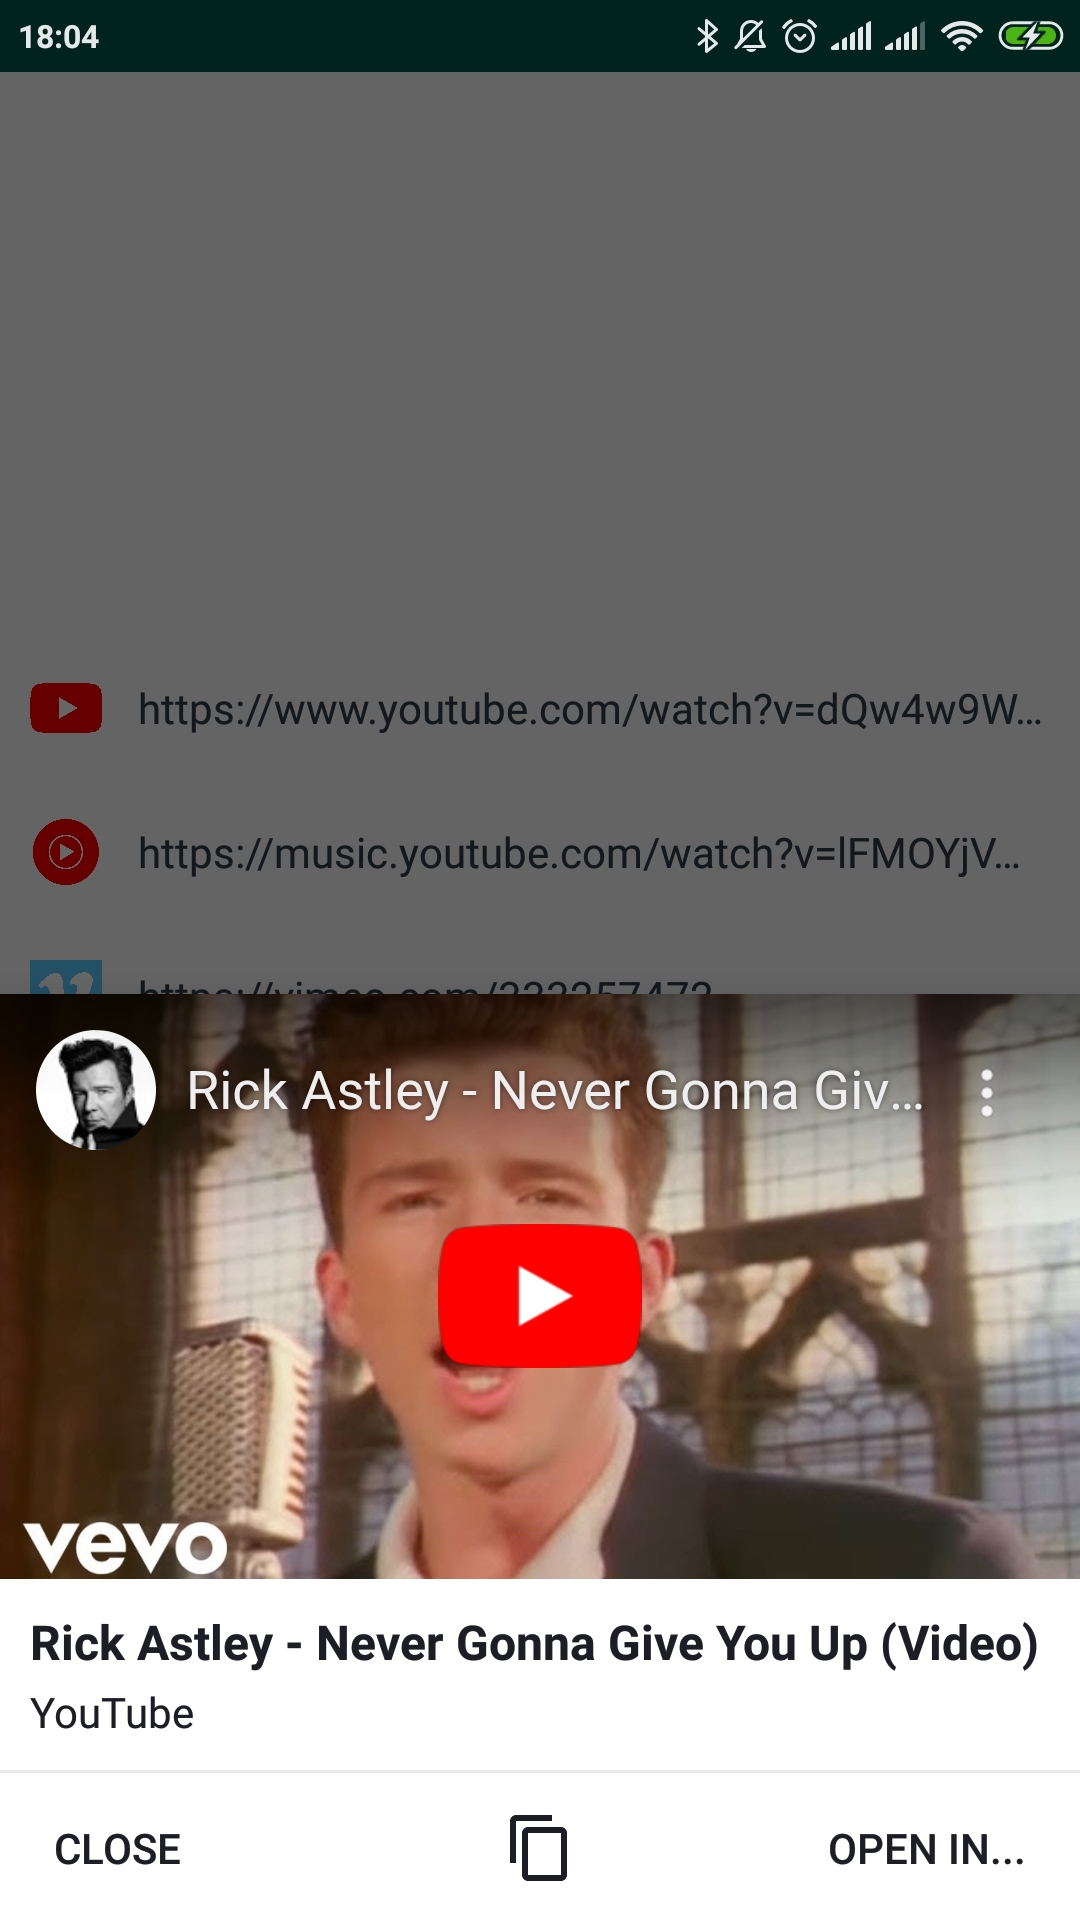 18:04
https://www.youtube.com/watch?v=dQw4w9W...
https://music.youtube.com/watch?v=lFMOYjV...
https://vimeo.com/233257472
Rick Astley - Never Gonna Giv...
vevo
Rick Astley - Never Gonna Give You Up (Video)
YouTube
CLOSE
OPEN IN...